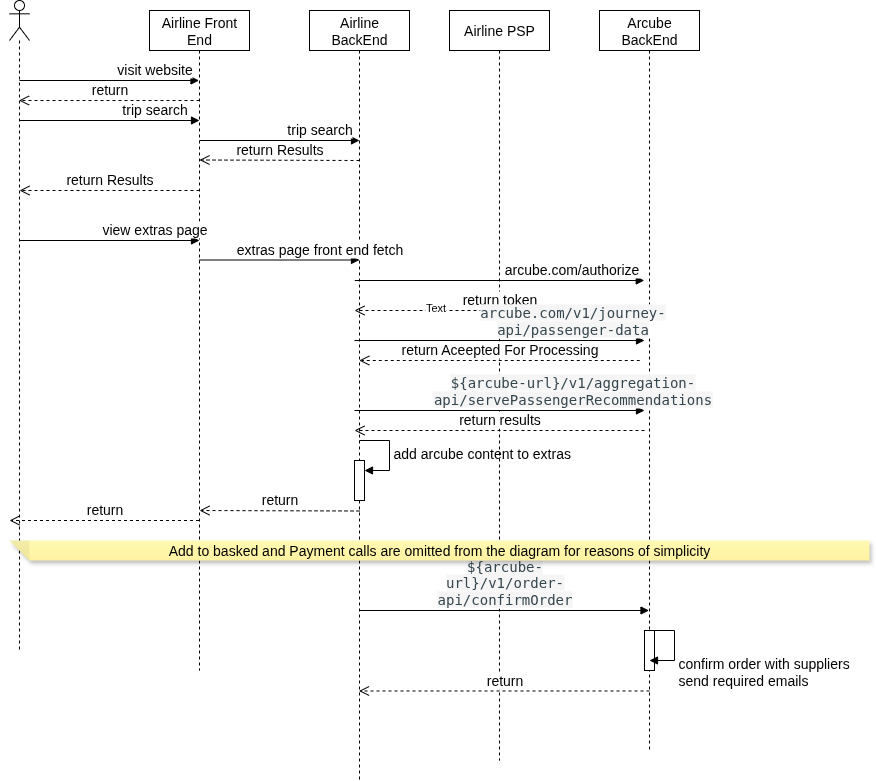 Airline Front
End
Airline
BackEnd
Airline PSP
Arcube
BackEnd
visit website
return
trip search
trip search
return Results
return Results
view extras page
extras page front end fetch
arcube.com/authorize
return token
Text
arcube.com/v1/journey-
api/passenger-data
return Aceepted For Processing
${arcube-url}/v1/aggregation-
api/servePassengerRecommendations
return results
add arcube content to extras
return
return
Add to basked and Payment calls are omitted from the diagram for reasons of simplicity
${arcube-
url}/v1/order-
api/confirmOrder
confirm order with suppliers
send required emails
return